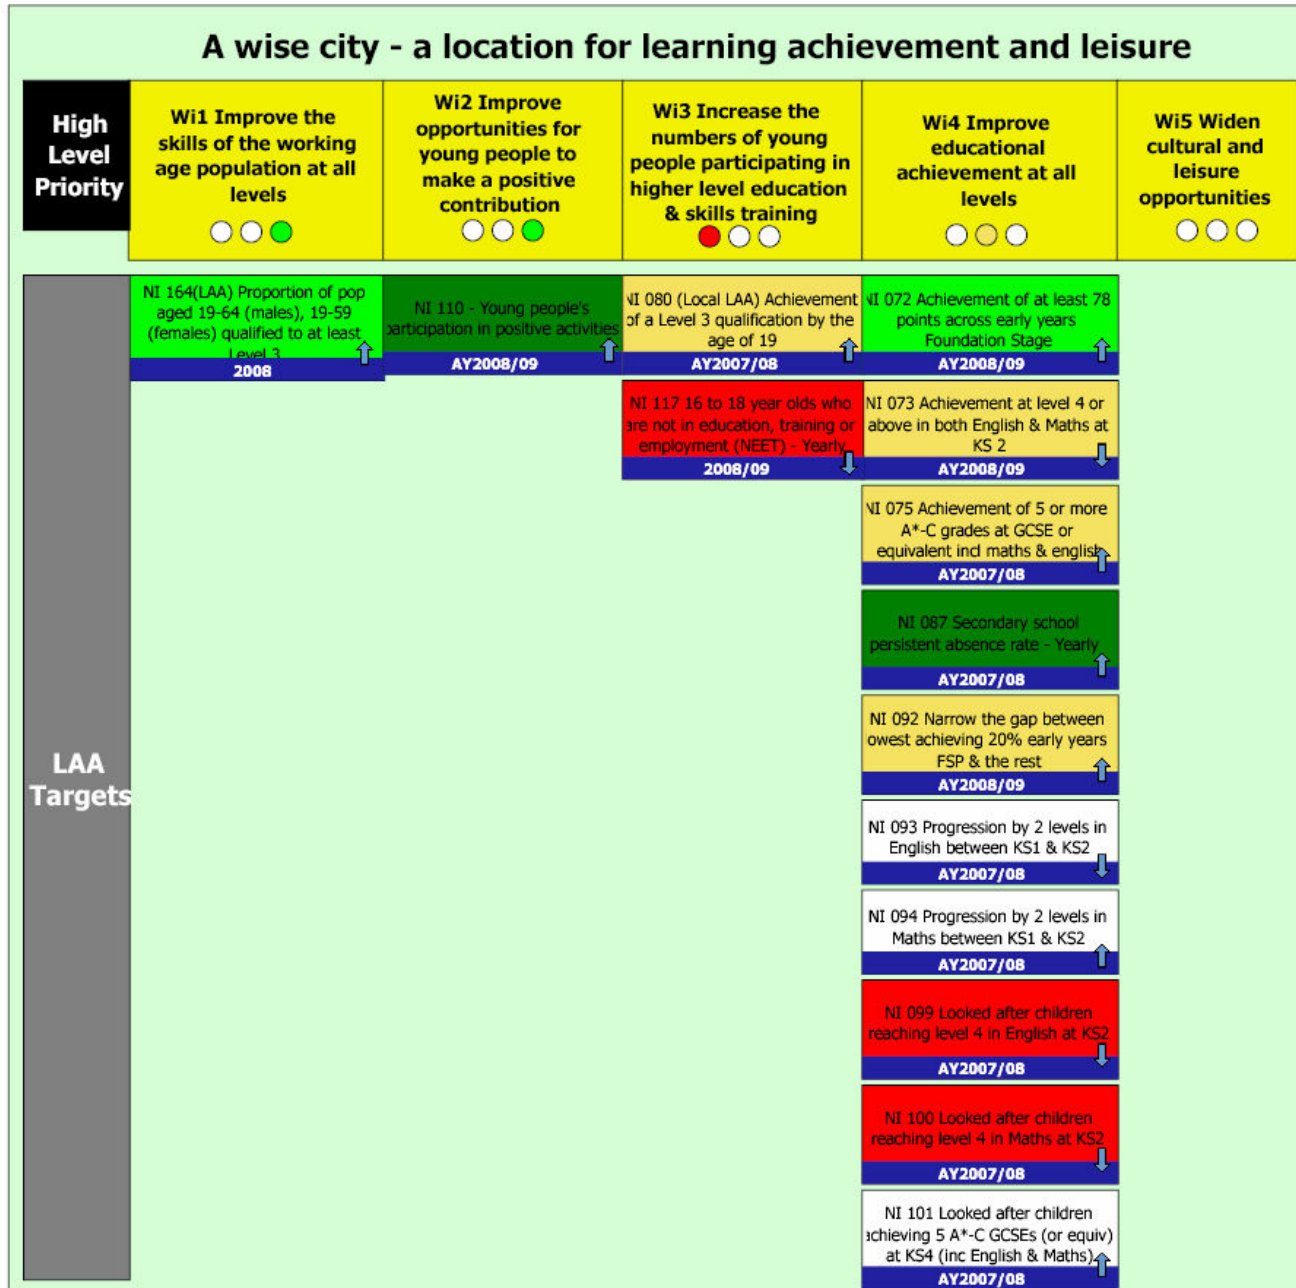 A wise city - a location for learning achievement and leisure
High
Level
Priority
Wi1 Improve the
skills of the working
age population at all
levels
Wi2 Improve
opportunities for
young people to
make a positive
contribution
Wi3 Increase the
numbers of young
people participating in
higher level education
& skills training
Wi4 Improve
educational
achievement at all
levels
Wi5 Widen
cultural and
leisure
opportunities
LAA
Targets
NI 164(LAA) Proportion of pop
aged 19-64 (males), 19-59
(females) qualified to at least
Level 3
2008
NI 110 - Young people's
participation in positive activities
AY2008/09
NI 080 (Local LAA) Achievement
of a Level 3 qualification by the
age of 19
AY2007/08
NI 117 16 to 18 year olds who
are not in education, training or
employment (NEET) - Yearly
2008/09
NI 072 Achievement of at least 78
points across early years
Foundation Stage
AY2008/09
NI 073 Achievement at level 4 or
above in both English & Maths at
KS 2
AY2008/09
NI 075 Achievement of 5 or more
A*-C grades at GCSE or
equivalent incl maths & english
AY2007/08
NI 087 Secondary school
persistent absence rate - Yearly
AY2007/08
NI 092 Narrow the gap between
owest achieving 20% early years
FSP & the rest
AY2008/09
NI 093 Progression by 2 levels in
English between KS1 & KS2
AY2007/08
NI 094 Progression by 2 levels in
Maths between KS1 & KS2
AY2007/08
NI 099 Looked after children
reaching level 4 in English at KS2
AY2007/08
NI 100 Looked after children
reaching level 4 in Maths at KS2
AY2007/08
NI 101 Looked after children
achieving 5 A*-C GCSEs (or equiv)
at KS4 (inc English & Maths)
AY2007/08